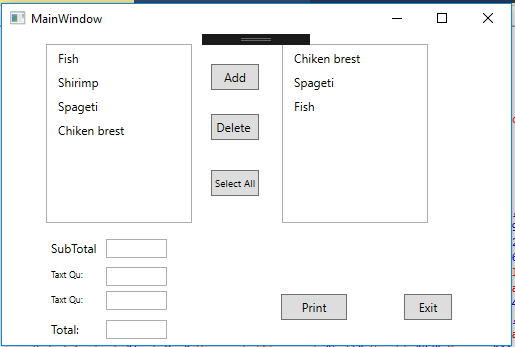 MainWindow
Fish
Shirimp
Spageti
Chiken brest
Add
Delete
Select All
Chiken brest
Spageti
Fish
SubTotal
Taxt Qu:
Taxt Qu:
Total:
Print
Exit